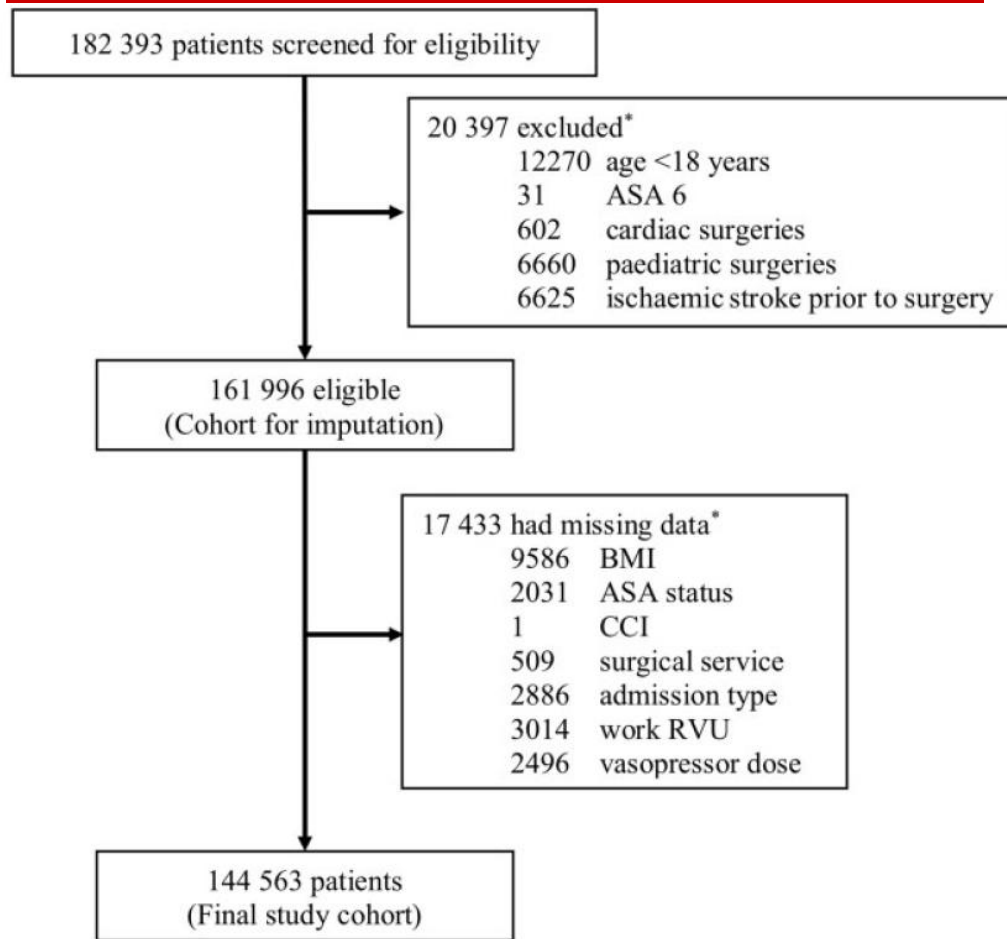 182 393 patients screened for eligibility
20 397 excluded*
12270 age <18 years
31 ASA 6
602 cardiac surgeries
6660 paediatric surgeries
6625 ischaemic stroke prior to surgery
161 996 eligible
(Cohort for imputation)
17 433 had missing data*
9586 BMI
2031 ASA status
1 CCI
509 surgical service
2886 admission type
3014 work RVU
2496 vasopressor dose
144 563 patients
(Final study cohort)